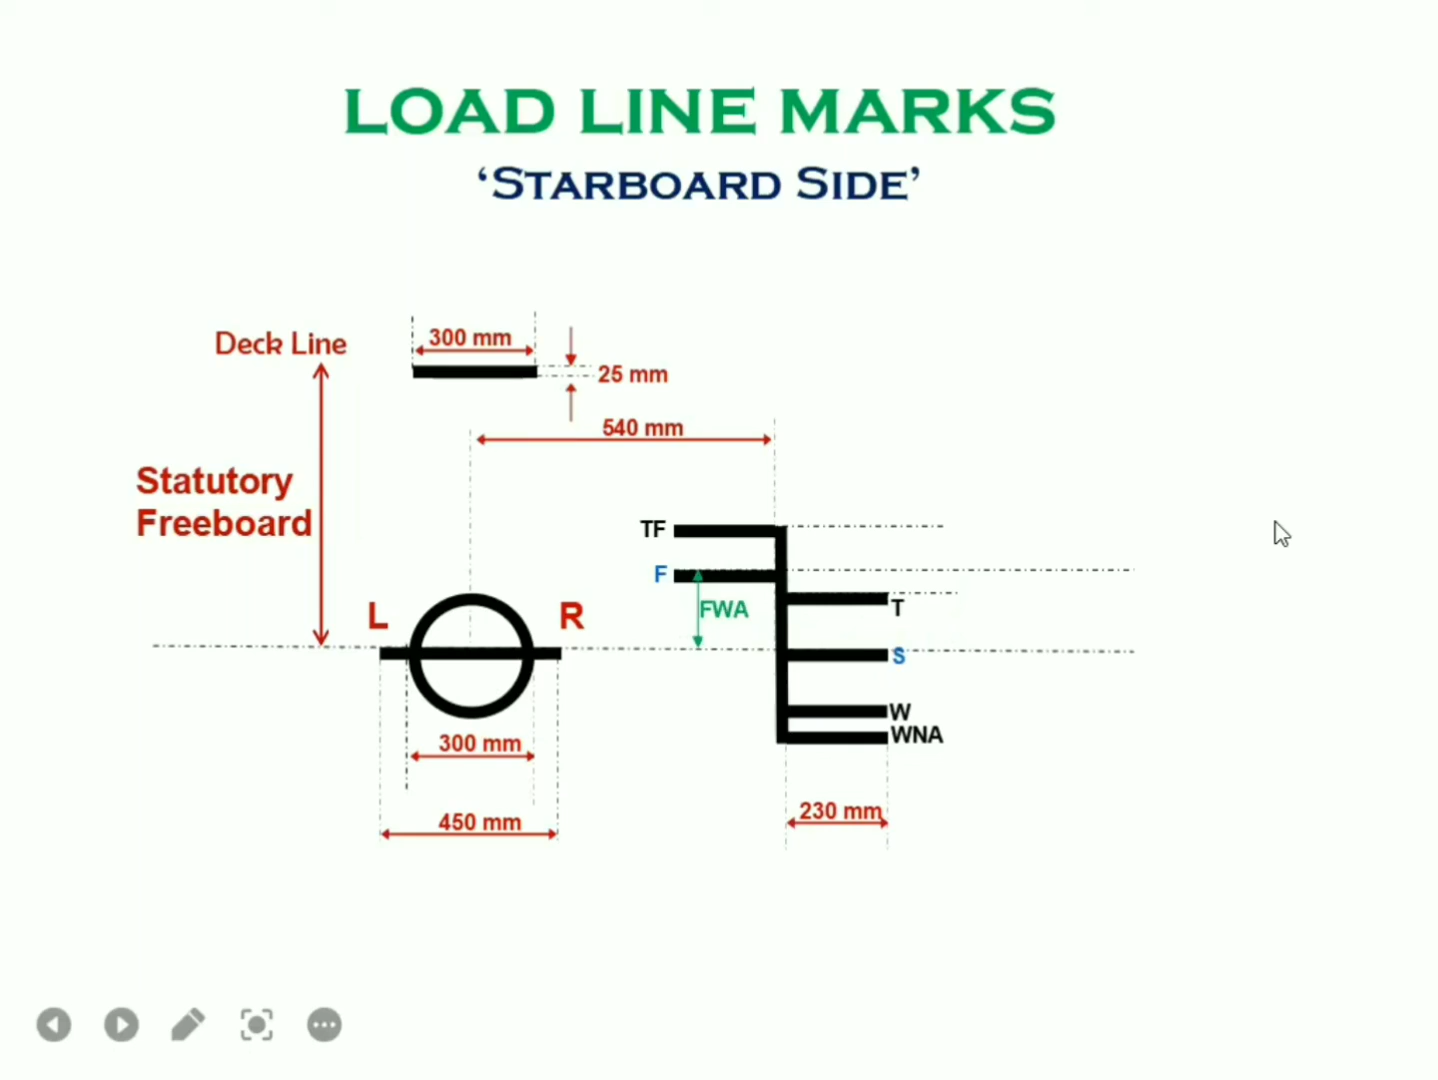 LOAD LINE MARKS
‘STARBOARD SIDE’
Deck Line
300 mm
25 mm
540 mm
Statutory
Freeboard
TF
F
FWA
T
L
R
S
W
WNA
300 mm
230 mm
450 mm